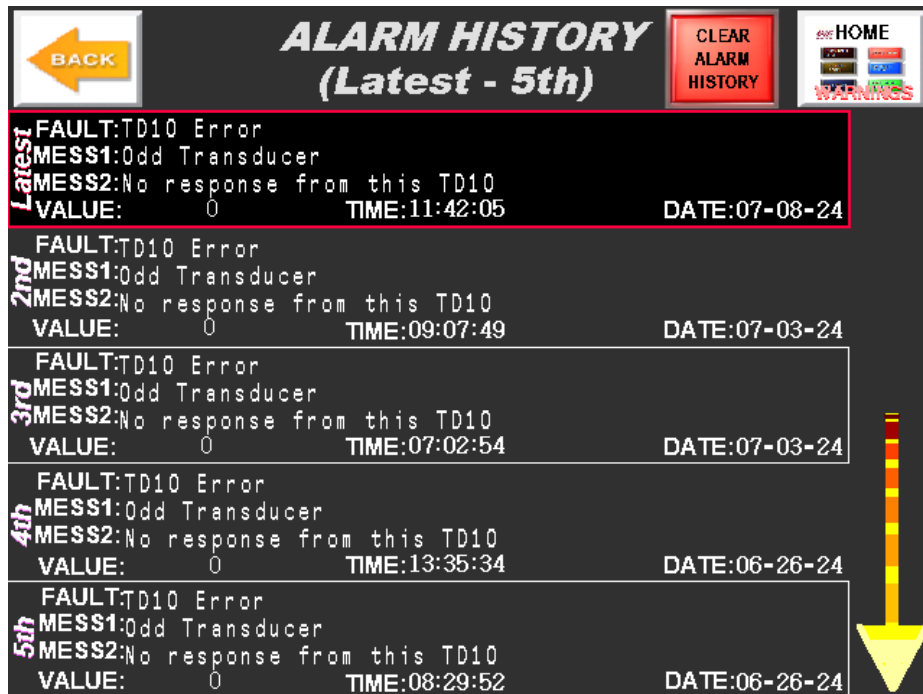 BACK
ALARM HISTORY
(Latest - 5th)
CLEAR
ALARM
HISTORY
HOME
WARNINGS
Latest
FAULT:TD10 Error
MESS1:Odd Transducer
MESS2:No response from this TD10
VALUE: 0 TIME:11:42:05 DATE:07-08-24
2nd
FAULT:TD10 Error
MESS1:Odd Transducer
MESS2:No response from this TD10
VALUE: 0 TIME:09:07:49 DATE:07-03-24
3rd
FAULT:TD10 Error
MESS1:Odd Transducer
MESS2:No response from this TD10
VALUE: 0 TIME:07:02:54 DATE:07-03-24
4th
FAULT:TD10 Error
MESS1:Odd Transducer
MESS2:No response from this TD10
VALUE: 0 TIME:13:35:34 DATE:06-26-24
5th
FAULT:TD10 Error
MESS1:Odd Transducer
MESS2:No response from this TD10
VALUE: 0 TIME:08:29:52 DATE:06-26-24